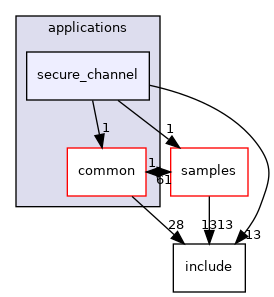 applications
secure_channel
1
1
common
1
61
samples
28
1313
13
include